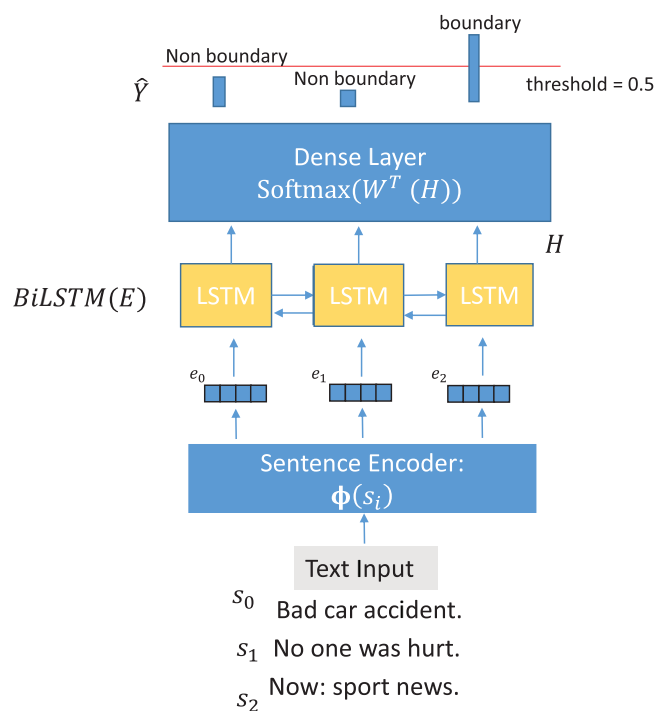 boundary
Non boundary
Non boundary
threshold = 0.5
Ŷ
Dense Layer
Softmax(Wᵀ (H))
H
BiLSTM(E)
LSTM
LSTM
LSTM
e₀
e₁
e₂
Sentence Encoder:
ϕ(sᵢ)
Text Input
s₀ Bad car accident.
s₁ No one was hurt.
s₂ Now: sport news.